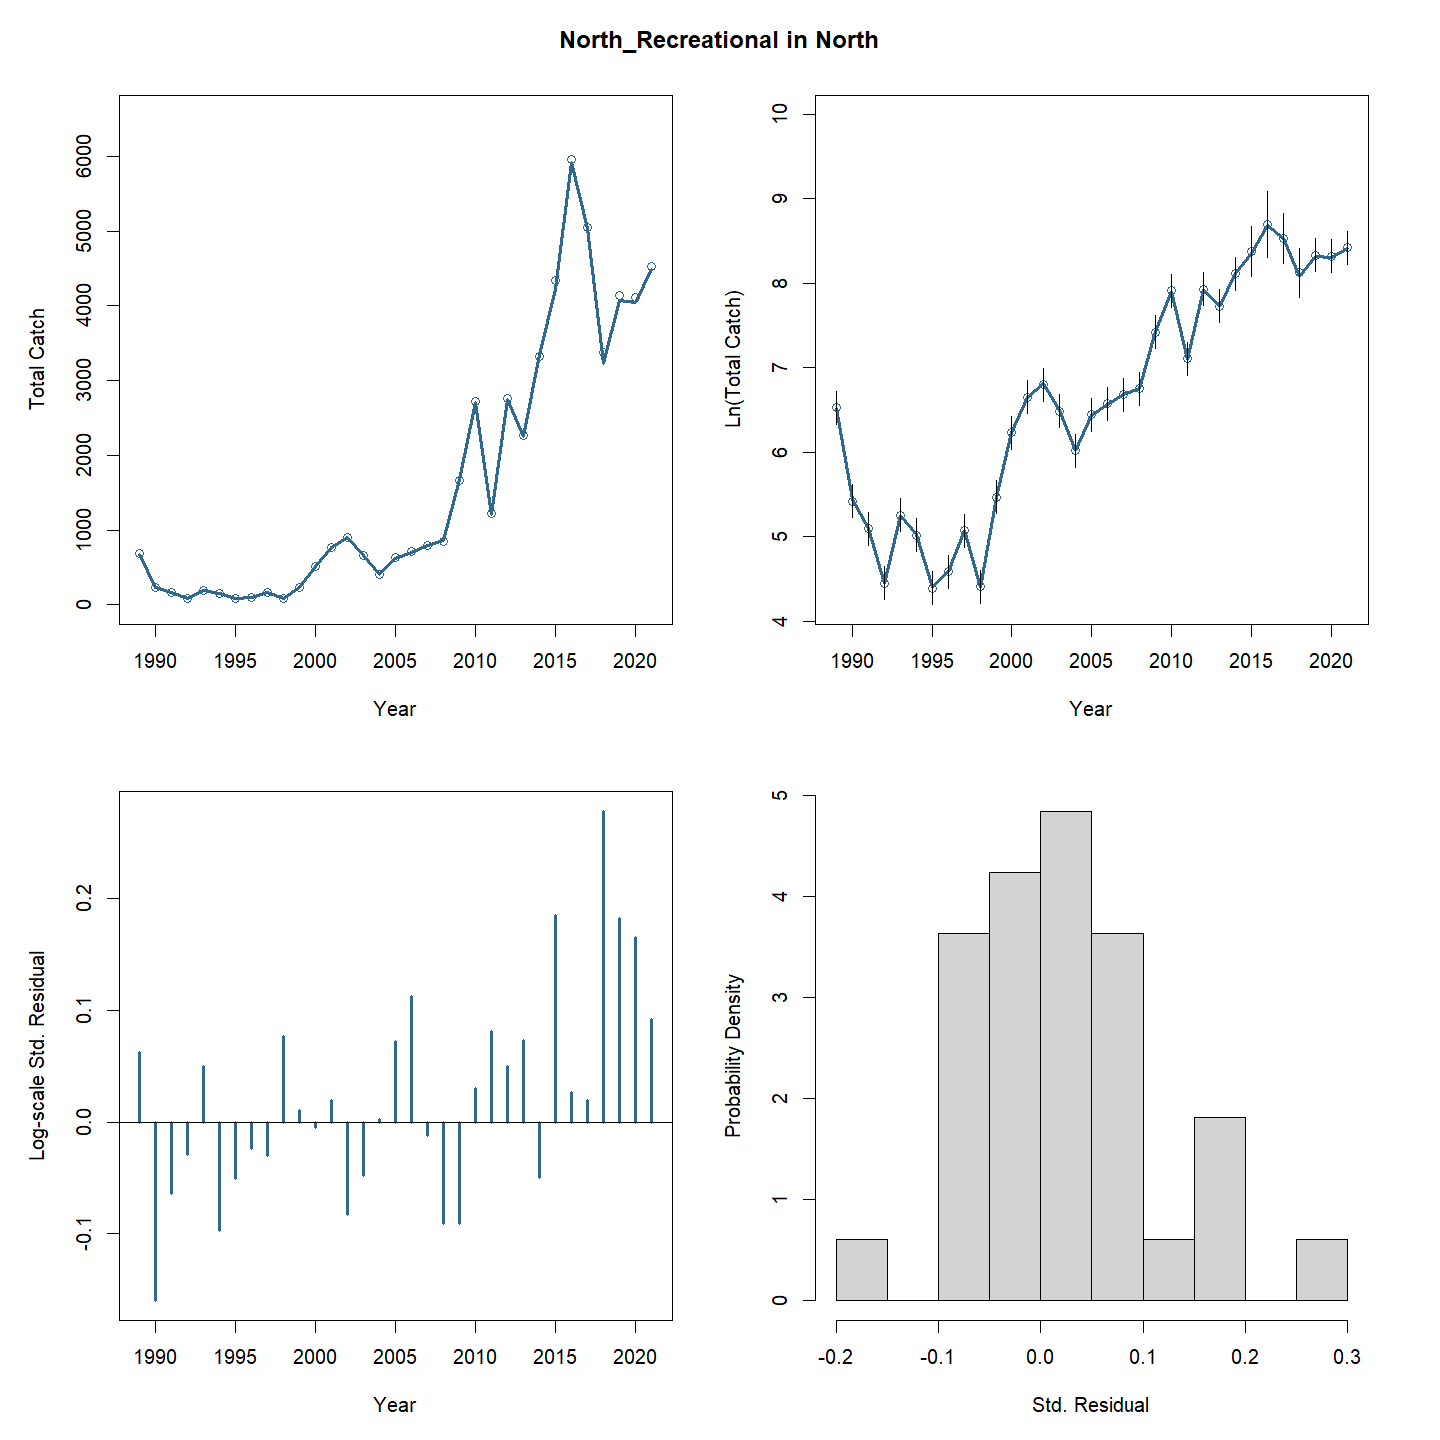 North_Recreational in North
Total Catch
6000
5000
4000
3000
2000
1000
0
1990 1995 2000 2005 2010 2015 2020
Year
Ln(Total Catch)
10
9
8
7
6
5
4
1990 1995 2000 2005 2010 2015 2020
Year
Log-scale Std. Residual
0.2
0.1
0.0
-0.1
1990 1995 2000 2005 2010 2015 2020
Year
Probability Density
5
4
3
2
1
0
-0.2 -0.1 0.0 0.1 0.2 0.3
Std. Residual